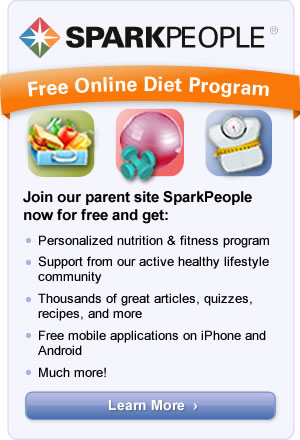 SPARKPEOPLE®
Free Online Diet Program
Join our parent site SparkPeople
now for free and get:
• Personalized nutrition & fitness program
• Support from our active healthy lifestyle
community
• Thousands of great articles, quizzes,
recipes, and more
• Free mobile applications on iPhone and
Android
• Much more!
Learn More ›